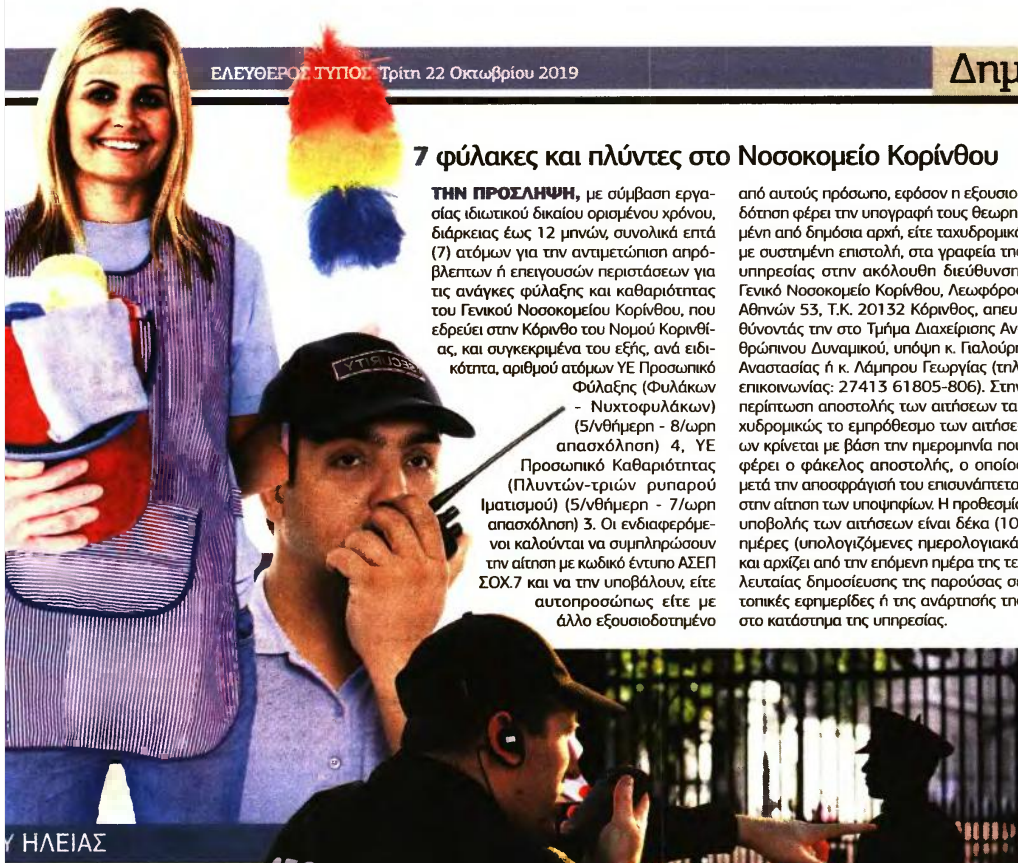 ΕΛΕΥΘΕΡΟΣ ΤΥΠΟΣ Τρίτη 22 Οκτωβρίου 2019
Δημ
7 φύλακες και πλύντες στο Νοσοκομείο Κορίνθου
ΤΗΝ ΠΡΟΣΛΗΨΗ, με σύμβαση εργα-
σίας ιδιωτικού δικαίου ορισμένου χρόνου,
διάρκειας έως 12 μηνών, συνολικά επτά
(7) ατόμων για την αντιμετώπιση απρό-
βλεπτων ή επειγουσών περιστάσεων για
τις ανάγκες φύλαξης και καθαριότητας
του Γενικού Νοσοκομείου Κορίνθου, που
εδρεύει στην Κόρινθο του Νομού Κορινθί-
ας, και συγκεκριμένα του εξής, ανά ειδι-
κότητα, αριθμού ατόμων ΥΕ Προσωπικό
Φύλαξης (Φυλάκων
- Νυχτοφυλάκων)
(5/νθήμερη - 8/ωρη
απασχόληση) 4, ΥΕ
Προσωπικό Καθαριότητας
(Πλυντών-τριών ρυπαρού
Ιματισμού) (5/νθήμερη - 7/ωρη
απασχόληση) 3. Οι ενδιαφερόμε-
νοι καλούνται να συμπληρώσουν
την αίτηση με κωδικό έντυπο ΑΣΕΠ
ΣΟΧ.7 και να την υποβάλουν, είτε
αυτοπροσώπως είτε με
άλλο εξουσιοδοτημένο
από αυτούς πρόσωπο, εφόσον η εξουσιο
δότηση φέρει την υπογραφή τους θεωρη
μένη από δημόσια αρχή, είτε ταχυδρομικά
με συστημένη επιστολή, στα γραφεία της
υπηρεσίας στην ακόλουθη διεύθυνση
Γενικό Νοσοκομείο Κορίνθου, Λεωφόρος
Αθηνών 53, Τ.Κ. 20132 Κόρινθος, απευ
θύνοντάς την στο Τμήμα Διαχείρισης Αν
θρώπινου Δυναμικού, υπόψη κ. Γιαλούρη
Αναστασίας ή κ. Λάμπρου Γεωργίας (τηλ
επικοινωνίας: 27413 61805-806). Στην
περίπτωση αποστολής των αιτήσεων τα
χυδρομικώς το εμπρόθεσμο των αιτήσε
ων κρίνεται με βάση την ημερομηνία που
φέρει ο φάκελος αποστολής, ο οποίος
μετά την αποσφράγισή του επισυνάπτετα
στην αίτηση των υποψηφίων. Η προθεσμία
υποβολής των αιτήσεων είναι δέκα (10
ημέρες (υπολογιζόμενες ημερολογιακά
και αρχίζει από την επόμενη ημέρα της τε
λευταίας δημοσίευσης της παρούσας σε
τοπικές εφημερίδες ή της ανάρτησής της
στο κατάστημα της υπηρεσίας.
SECURITY
Υ ΗΛΕΙΑΣ